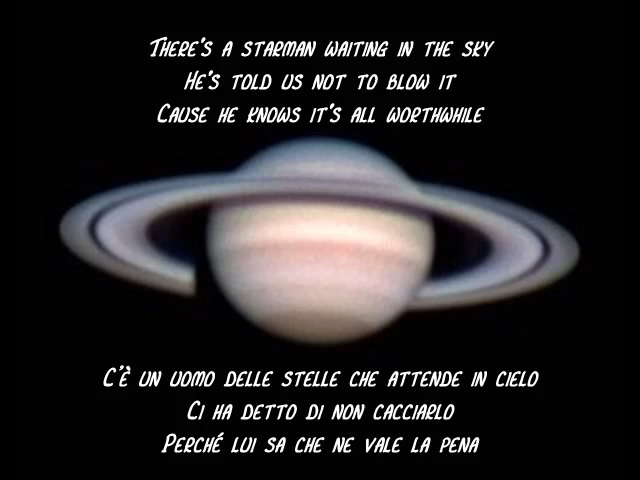 There's a starman waiting in the sky
He's told us not to blow it
Cause he knows it's all worthwhile
C'è un uomo delle stelle che attende in cielo
Ci ha detto di non cacciarlo
Perché lui sa che ne vale la pena